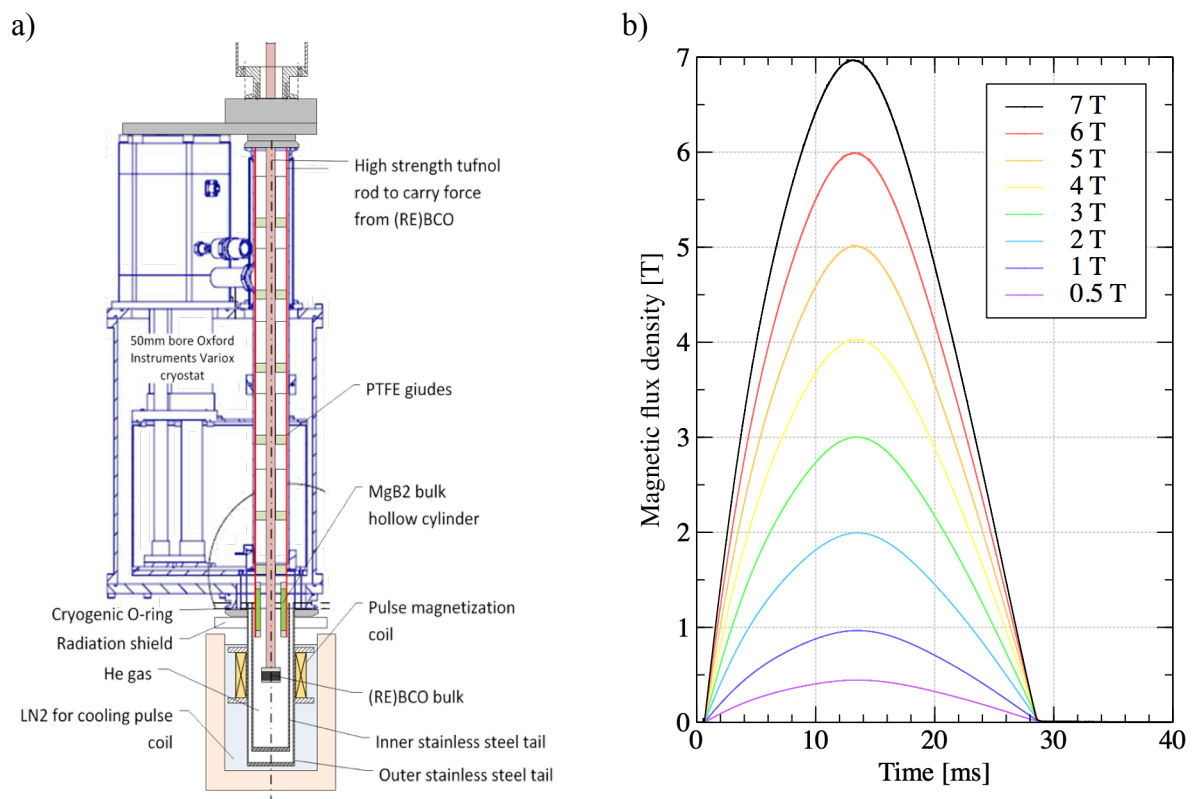 a)
High strength tufnol
rod to carry force
from (RE)BCO
50mm bore Oxford
Instruments Variox
cryostat
PTFE giudes
MgB2 bulk
hollow cylinder
Cryogenic O-ring
Radiation shield
He gas
LN2 for cooling pulse
coil
Pulse magnetization
coil
(RE)BCO bulk
Inner stainless steel tail
Outer stainless steel tail
b)
7
6
5
4
3
2
1
0
Magnetic flux density [T]
7 T
6 T
5 T
4 T
3 T
2 T
1 T
0.5 T
0 10 20 30 40
Time [ms]